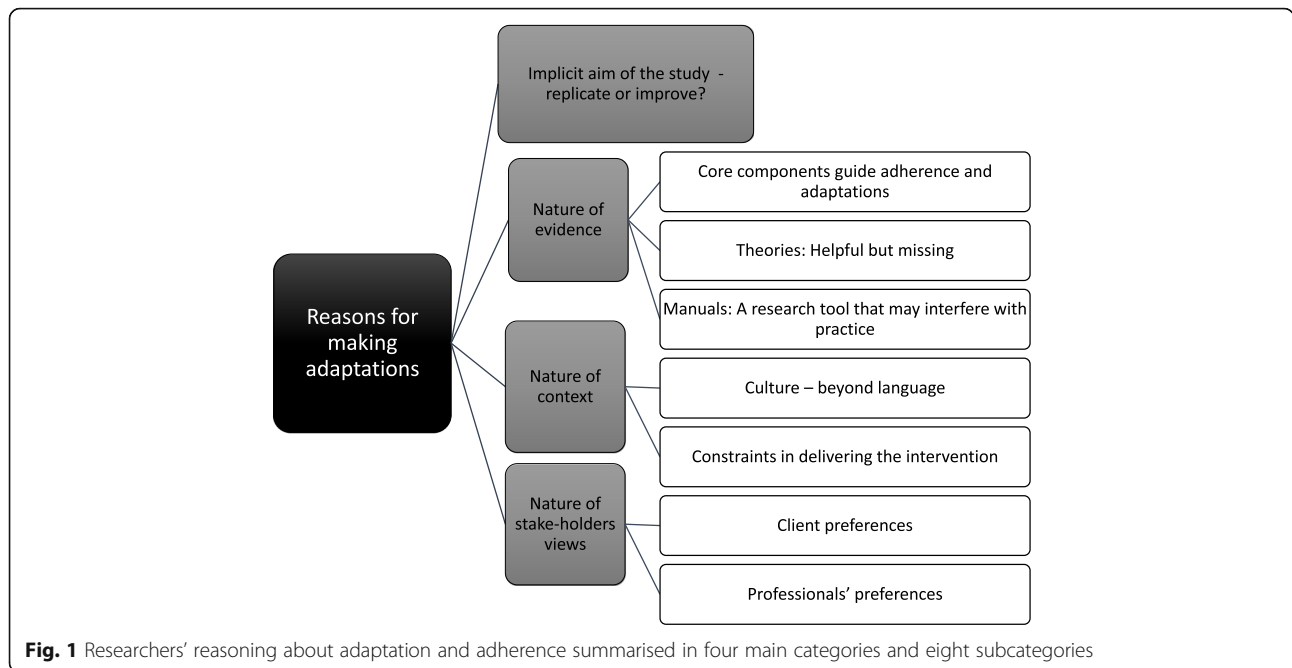 Implicit aim of the study -
replicate or improve?
Reasons for
making
adaptations
Nature of
evidence
Core components guide adherence and
adaptations
Theories: Helpful but missing
Manuals: A research tool that may interfere with
practice
Nature of
context
Culture – beyond language
Constraints in delivering the intervention
Nature of
stake-holders
views
Client preferences
Professionals’ preferences
Fig. 1 Researchers’ reasoning about adaptation and adherence summarised in four main categories and eight subcategories